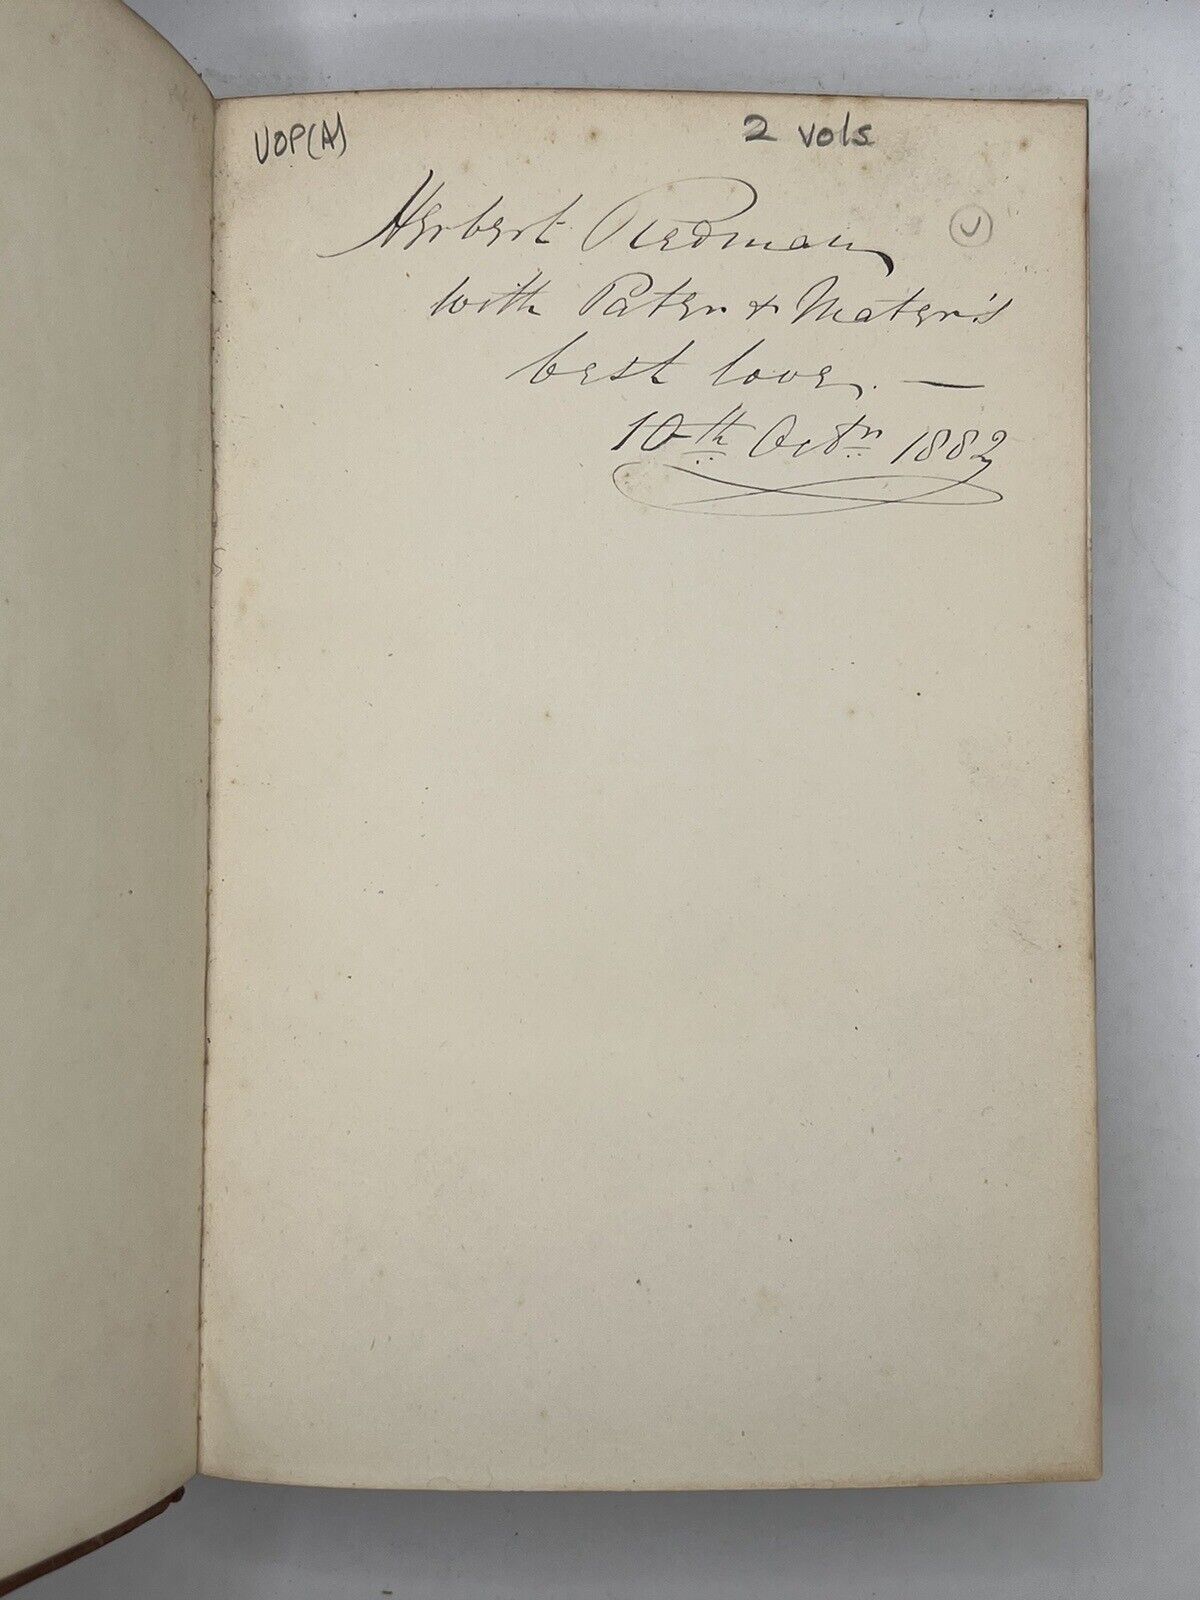 UOP(A)
2 vols
Herbert Redman
with Pater & Mater's
best love. —
10th Octr 1882